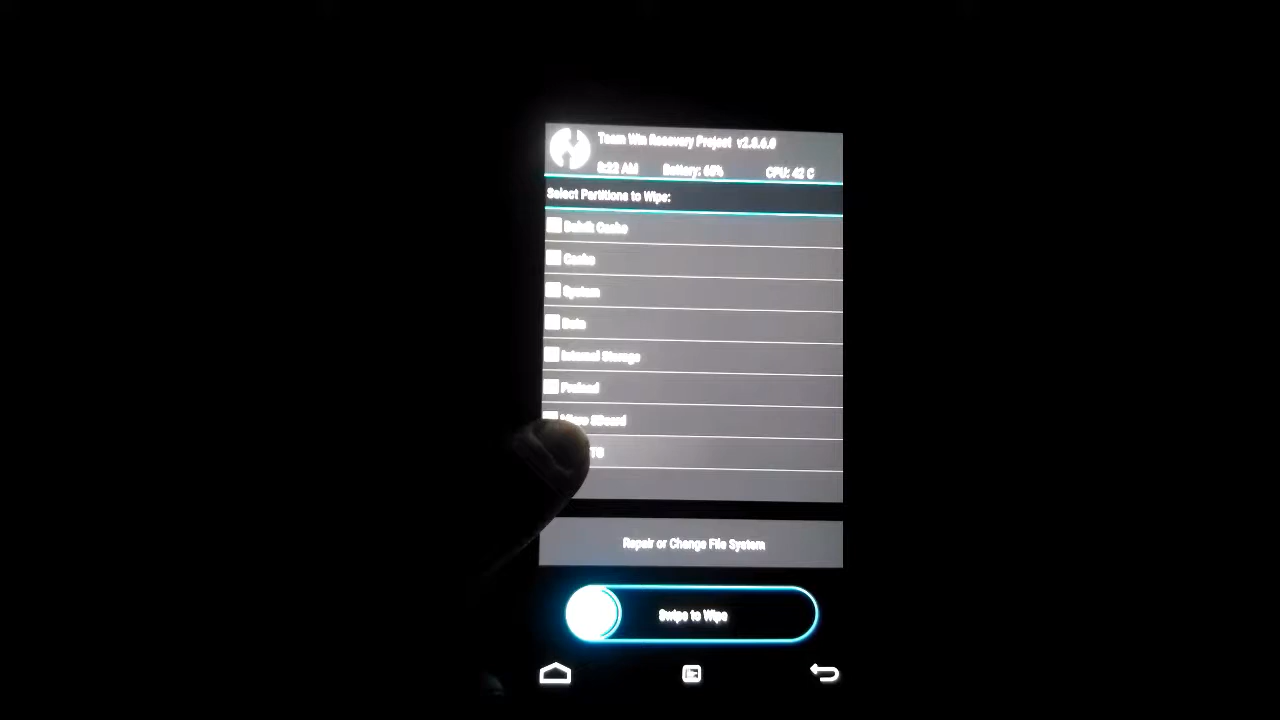 Team Win Recovery Project v2.8.6.0
8:22 AM Battery: 65% CPU: 42 C
Select Partitions to Wipe:
Dalvik Cache
Cache
System
Data
Internal Storage
Preload
Micro SDcard
Repair or Change File System
Swipe to Wipe